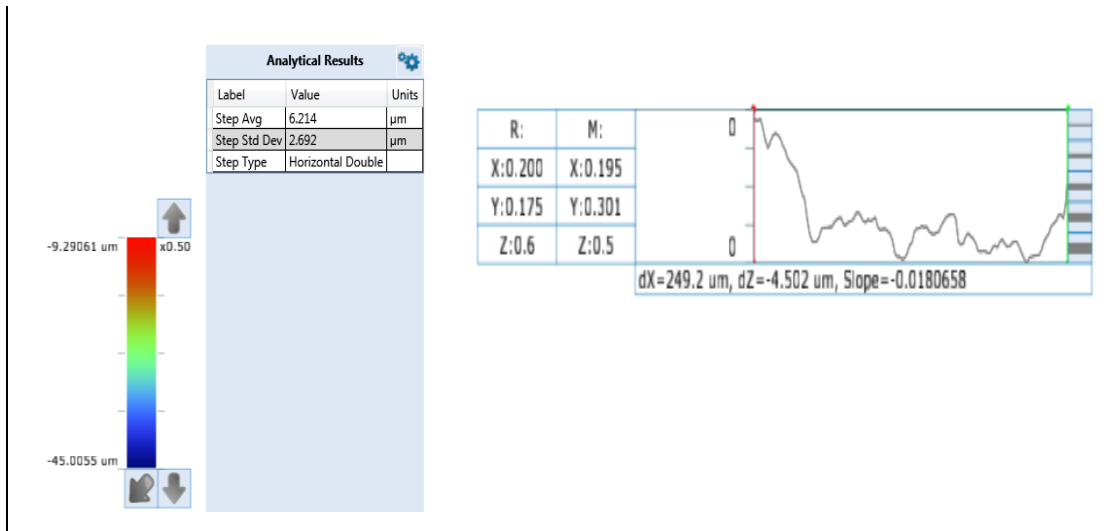 Analytical Results
Label Value Units
Step Avg 6.214 µm
Step Std Dev 2.692 µm
Step Type Horizontal Double
-9.29061 um x0.50
-45.0055 um
R: M:
X:0.200 X:0.195
Y:0.175 Y:0.301
Z:0.6 Z:0.5
0
0
dX=249.2 um, dZ=-4.502 um, Slope=-0.0180658